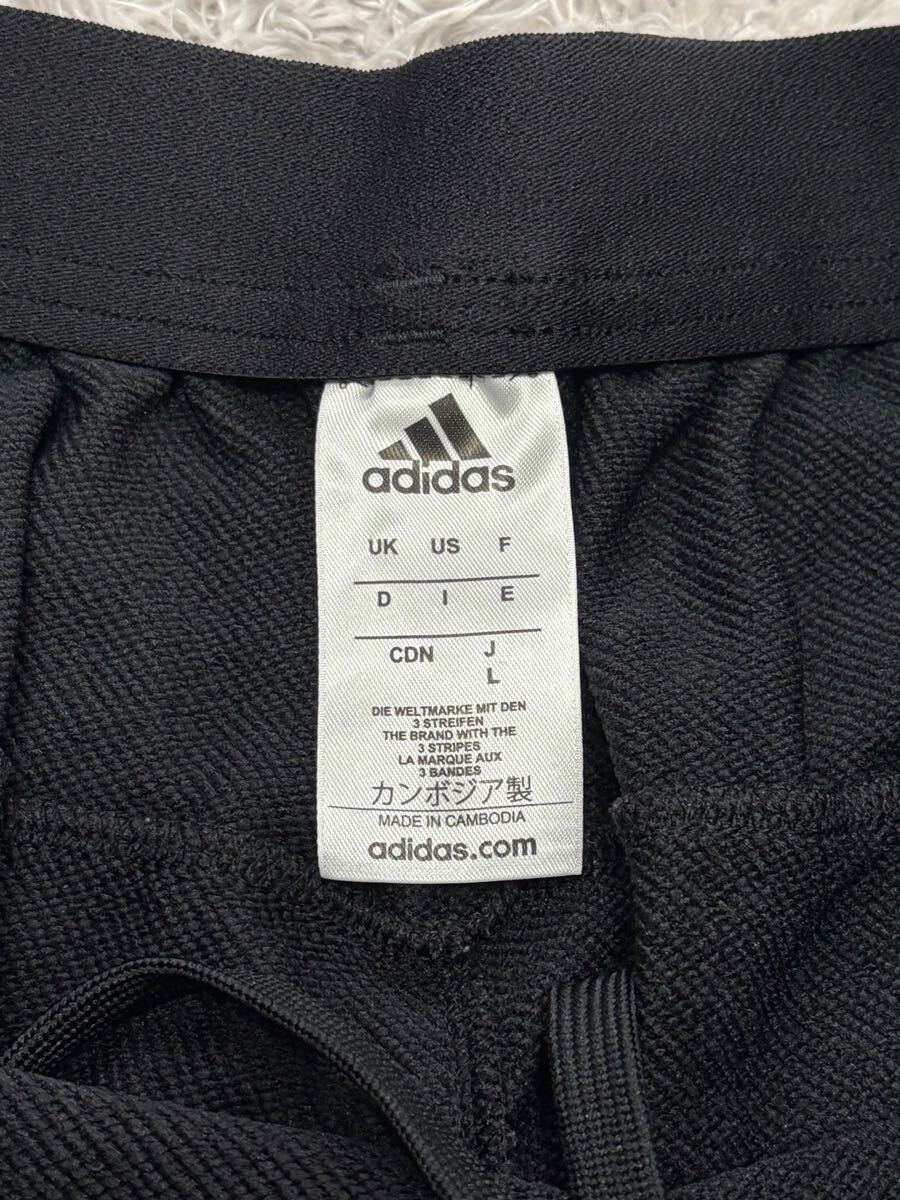 adidas
UK US F
D I E
CDN J
L
DIE WELTMARKE MIT DEN
3 STREIFEN
THE BRAND WITH THE
3 STRIPES
LA MARQUE AUX
3 BANDES
カンボジア製
MADE IN CAMBODIA
adidas.com